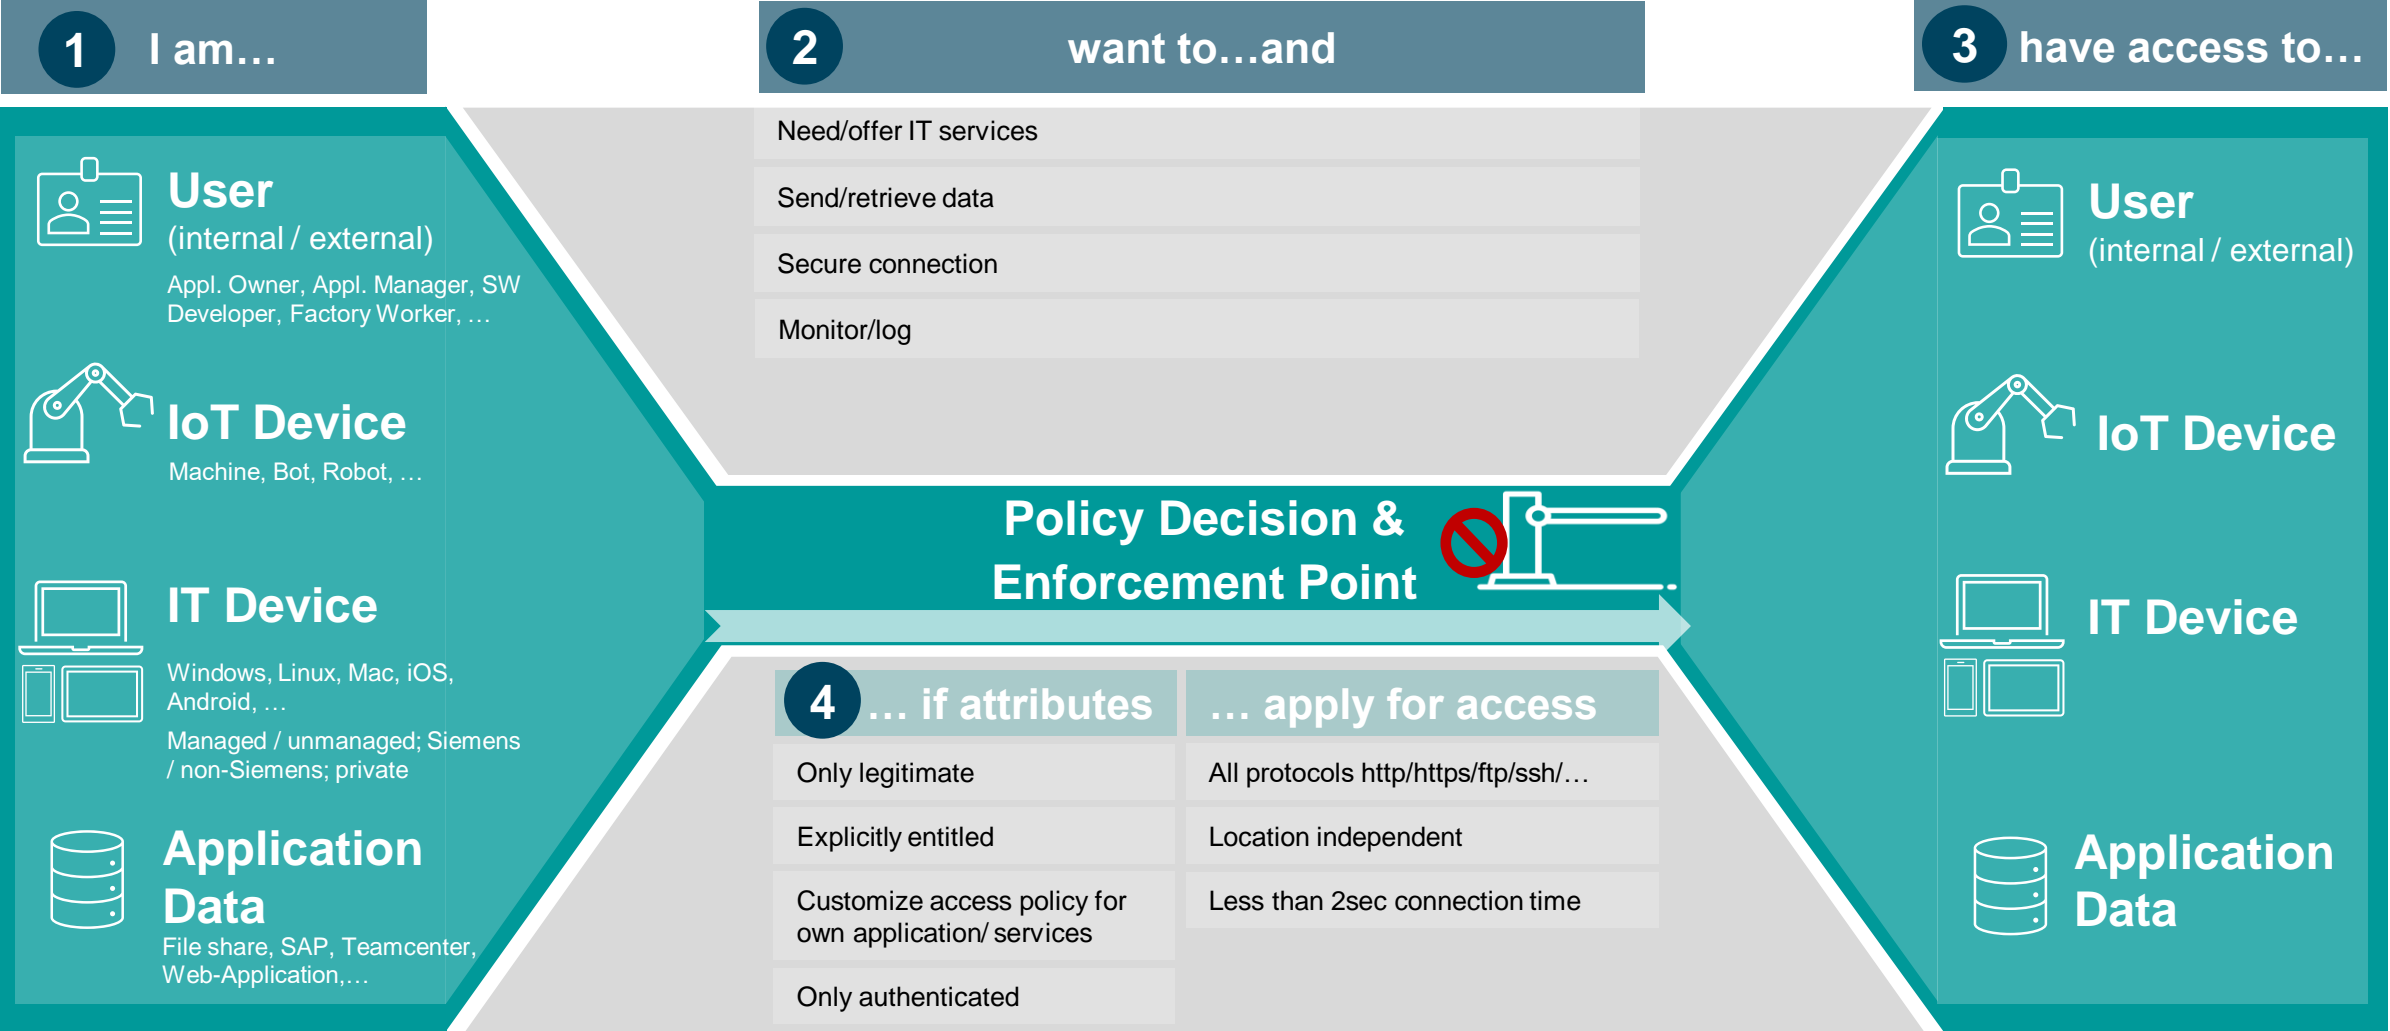 1 I am…
2 want to…and
3 have access to…
User
(internal / external)
Appl. Owner, Appl. Manager, SW
Developer, Factory Worker, …
IoT Device
Machine, Bot, Robot, …
IT Device
Windows, Linux, Mac, iOS,
Android, …
Managed / unmanaged; Siemens
/ non-Siemens; private
Application
Data
File share, SAP, Teamcenter,
Web-Application,…
Need/offer IT services
Send/retrieve data
Secure connection
Monitor/log
Policy Decision &
Enforcement Point
4 … if attributes
Only legitimate
Explicitly entitled
Customize access policy for
own application/ services
Only authenticated
… apply for access
All protocols http/https/ftp/ssh/…
Location independent
Less than 2sec connection time
User
(internal / external)
IoT Device
IT Device
Application
Data